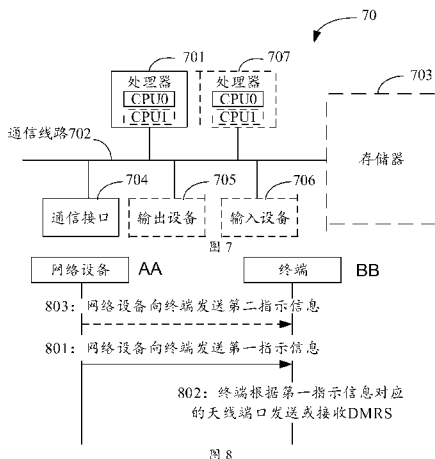 70
701
707
703
处理器
处理器
CPU0
CPU0
CPU1
CPU1
通信线路702
存储器
704
705
706
通信接口
输出设备
输入设备
图7
网络设备
AA
终端
BB
803：网络设备向终端发送第二指示信息
801：网络设备向终端发送第一指示信息
802：终端根据第一指示信息对应
的天线端口发送或接收DMRS
图8